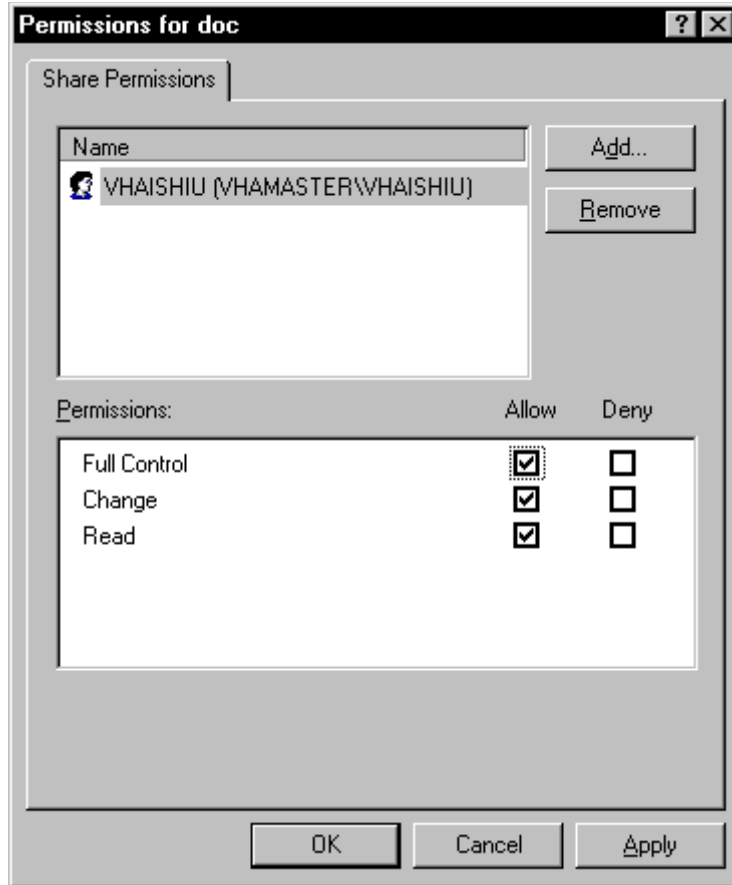 Permissions for doc
Share Permissions
Name
VHAISHIU (VHAMASTER\VHAISHIU)
Add...
Remove
Permissions: Allow Deny
Full Control
Change
Read
OK Cancel Apply